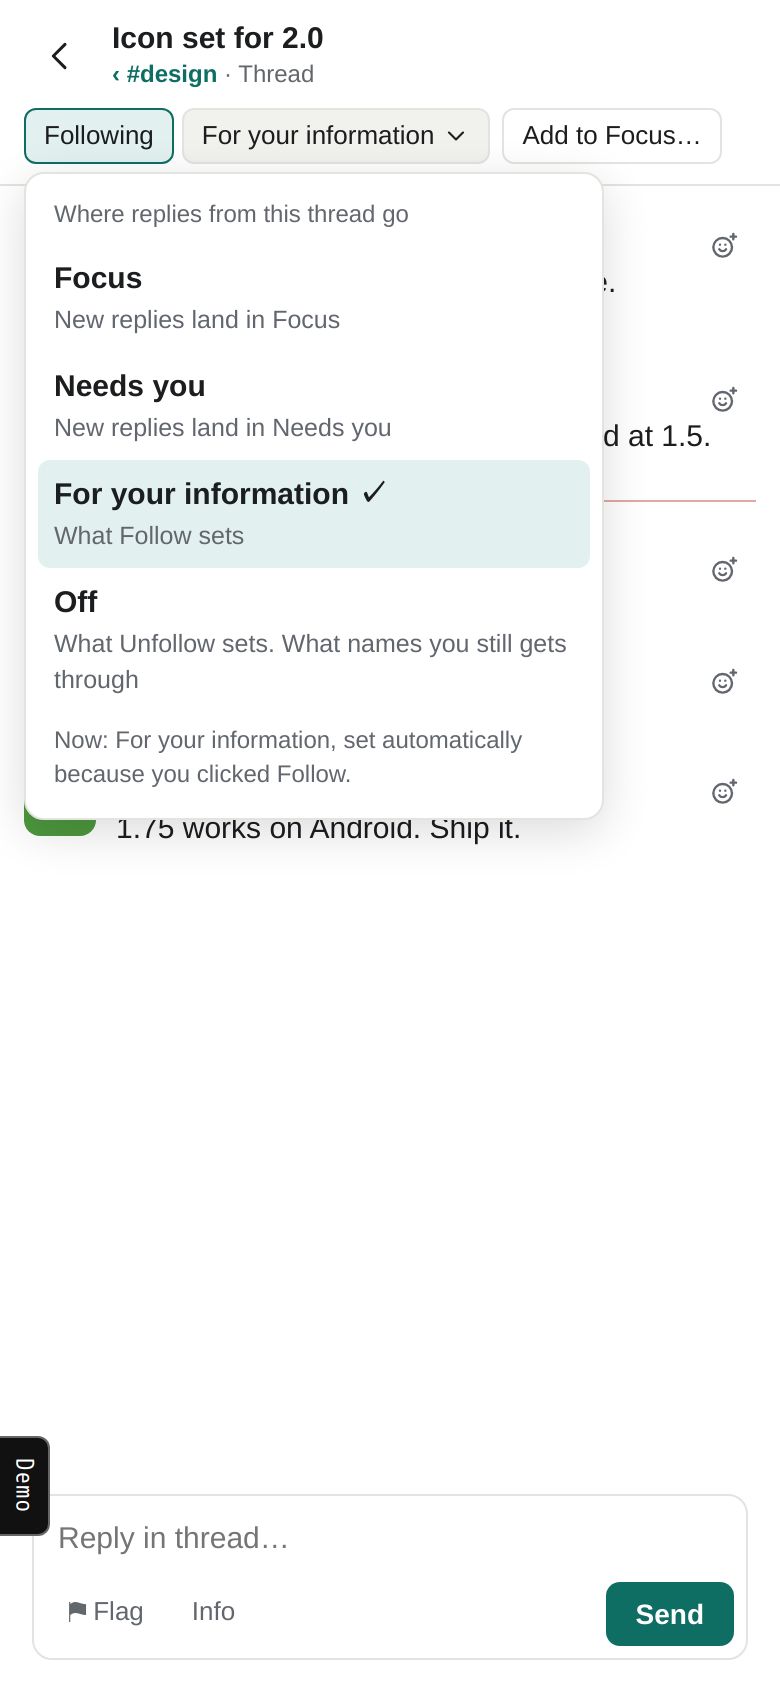 Icon set for 2.0
‹ #design · Thread
Following
For your information
Add to Focus…
Where replies from this thread go
Focus
New replies land in Focus
Needs you
New replies land in Needs you
For your information ✓
What Follow sets
Off
What Unfollow sets. What names you still gets
through
Now: For your information, set automatically
because you clicked Follow.
e.
d at 1.5.
1.75 works on Android. Ship it.
Demo
Reply in thread…
Flag
Info
Send